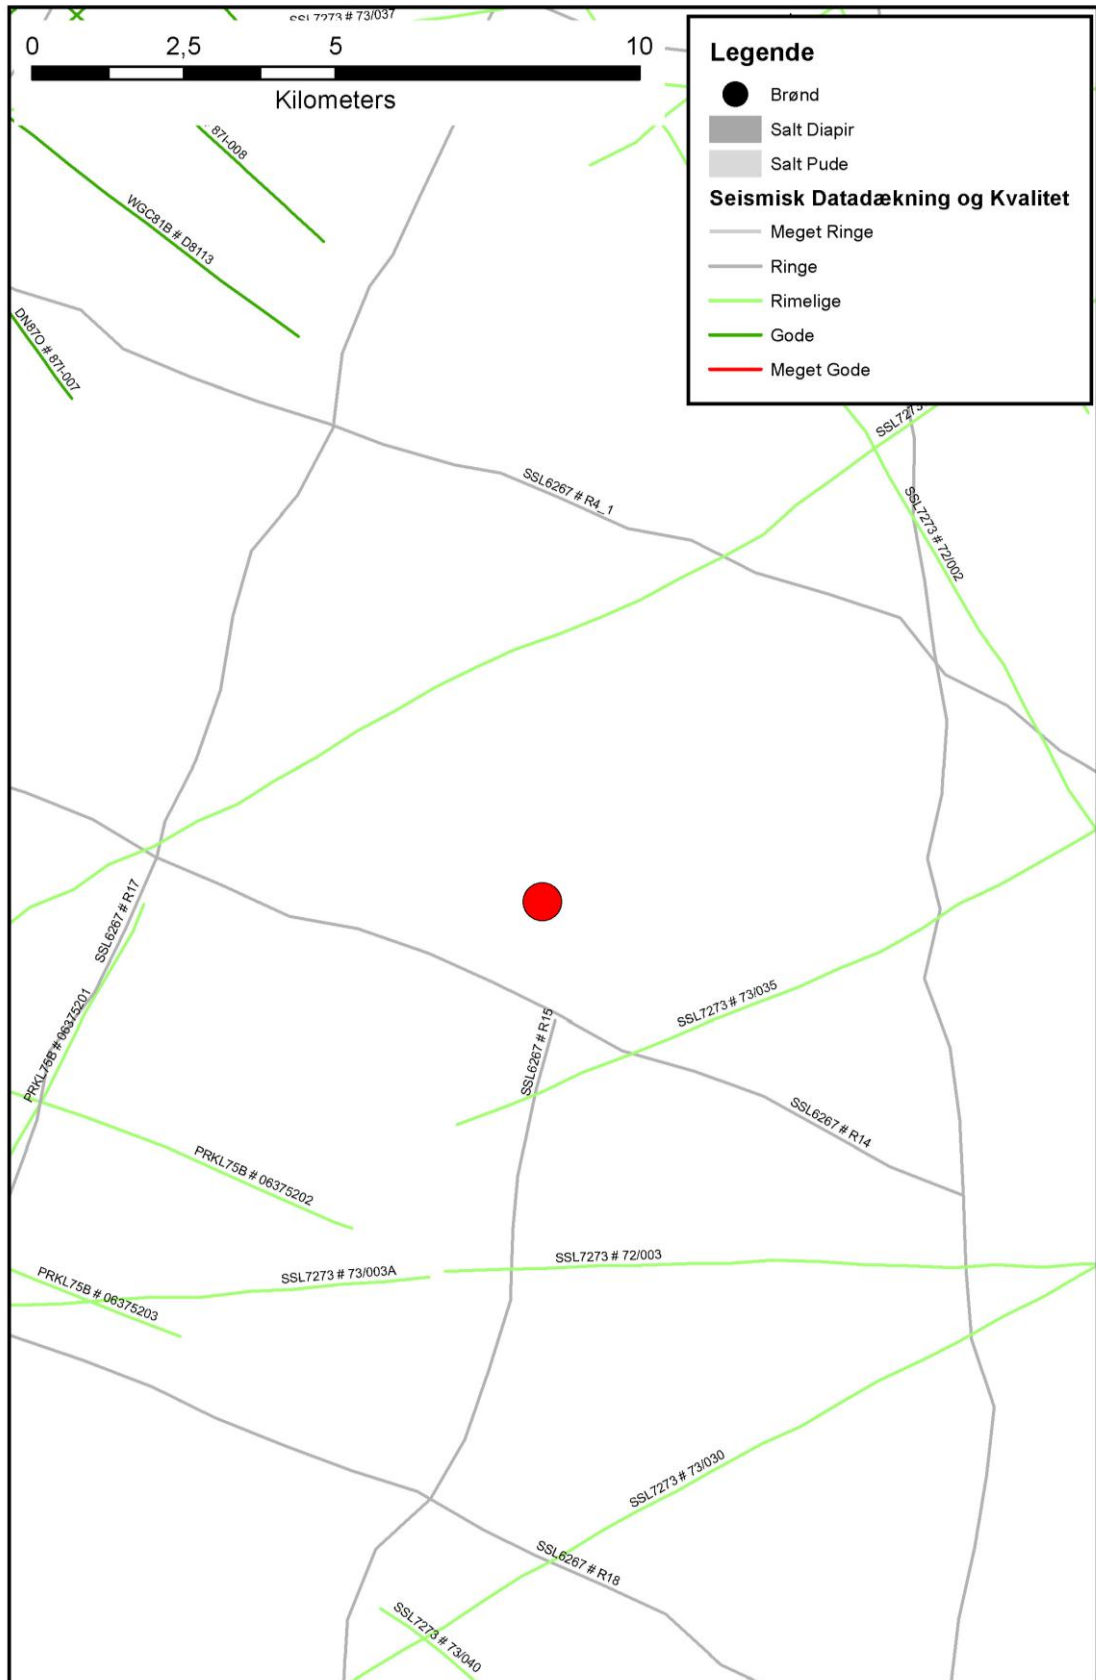 SSL7273 # 73/037
0 2,5 5 10
Kilometers
Legende
Brønd
Salt Diapir
Salt Pude
Seismisk Datadækning og Kvalitet
Meget Ringe
Ringe
Rimelige
Gode
Meget Gode
87I-008
WGC81B # D8113
DN87O # 87I-007
SSL7273
SSL6267 # R4_1
SSL7273 # 72/002
SSL6267 # R17
PRKL75B # 06375201
SSL7273 # 73/035
SSL6267 # R15
SSL6267 # R14
PRKL75B # 06375202
SSL7273 # 72/003
SSL7273 # 73/003A
PRKL75B # 06375203
SSL7273 # 73/030
SSL6267 # R18
SSL7273 # 73/040